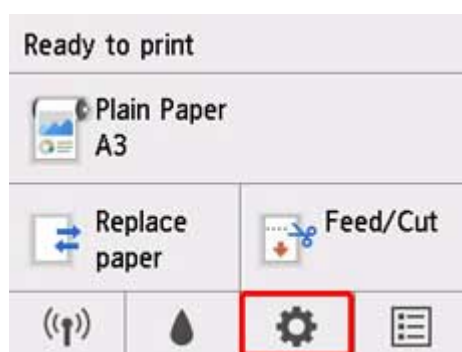 Ready to print
Plain Paper
A3
Replace
paper
Feed/Cut